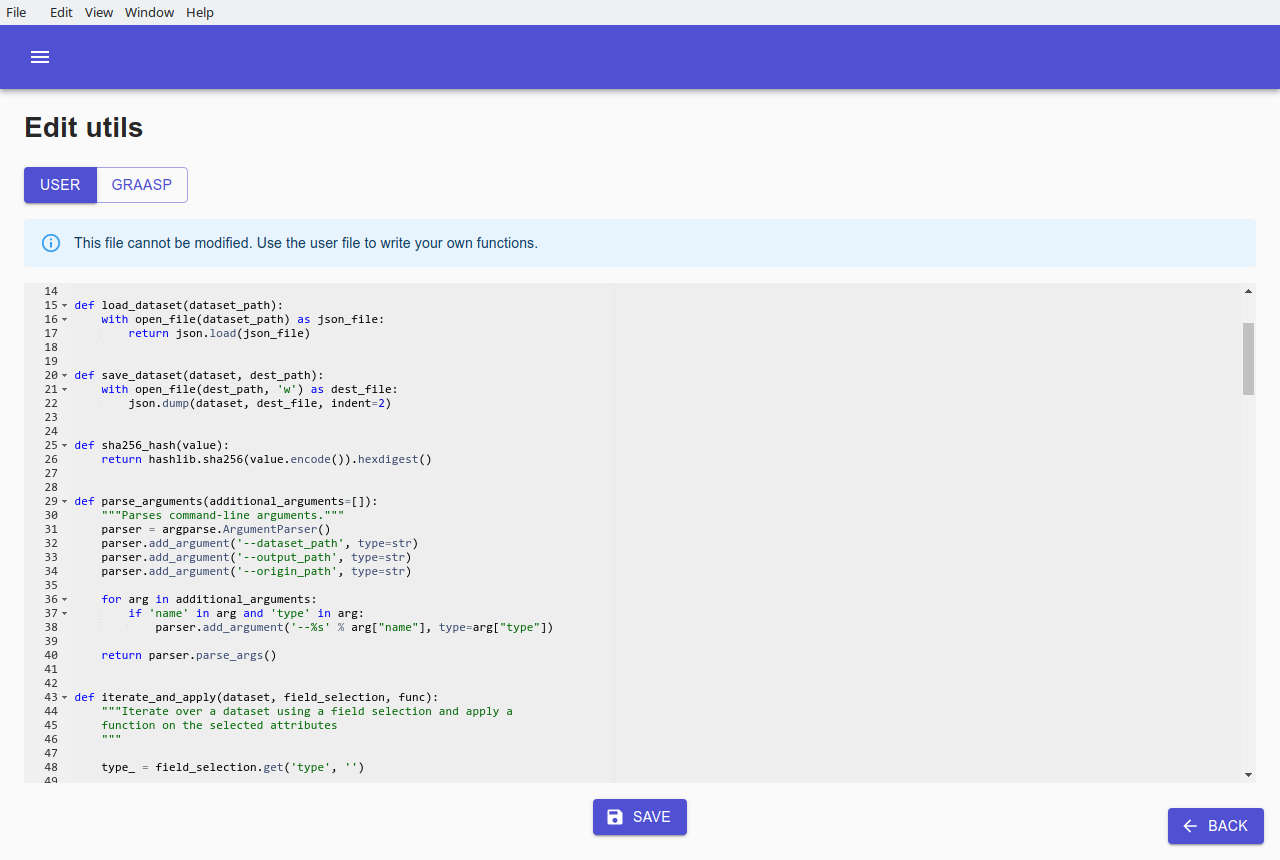 File Edit View Window Help
Edit utils
USER GRAASP
This file cannot be modified. Use the user file to write your own functions.
14
15 def load_dataset(dataset_path):
16     with open_file(dataset_path) as json_file:
17         return json.load(json_file)
18
19
20 def save_dataset(dataset, dest_path):
21     with open_file(dest_path, 'w') as dest_file:
22         json.dump(dataset, dest_file, indent=2)
23
24
25 def sha256_hash(value):
26     return hashlib.sha256(value.encode()).hexdigest()
27
28
29 def parse_arguments(additional_arguments=[]):
30     """Parses command-line arguments."""
31     parser = argparse.ArgumentParser()
32     parser.add_argument('--dataset_path', type=str)
33     parser.add_argument('--output_path', type=str)
34     parser.add_argument('--origin_path', type=str)
35
36     for arg in additional_arguments:
37         if 'name' in arg and 'type' in arg:
38             parser.add_argument('--%s' % arg["name"], type=arg["type"])
39
40     return parser.parse_args()
41
42
43 def iterate_and_apply(dataset, field_selection, func):
44     """Iterate over a dataset using a field selection and apply a
45     function on the selected attributes
46     """
47
48     type_ = field_selection.get('type', '')
49
SAVE
BACK